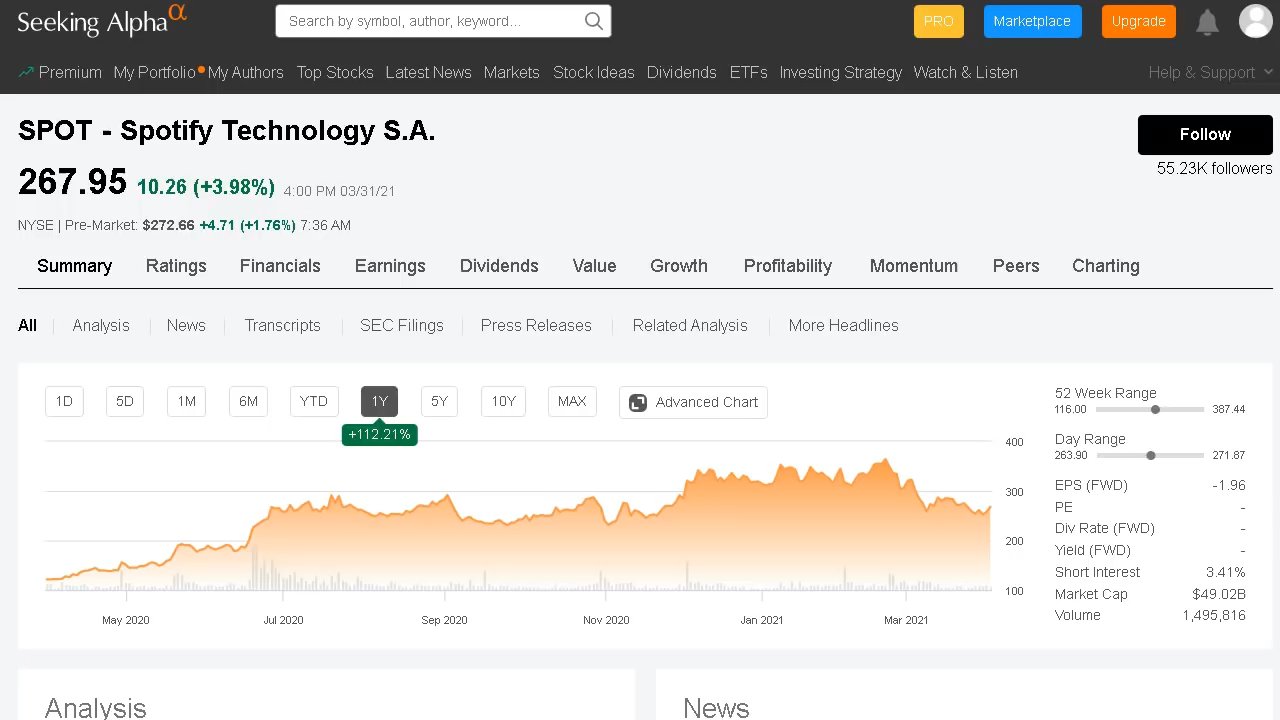 Seeking Alpha α
Search by symbol, author, keyword...
PRO
Marketplace
Upgrade
Premium My Portfolio My Authors Top Stocks Latest News Markets Stock Ideas Dividends ETFs Investing Strategy Watch & Listen Help & Support
SPOT - Spotify Technology S.A.
Follow
55.23K followers
267.95 10.26 (+3.98%) 4:00 PM 03/31/21
NYSE | Pre-Market: $272.66 +4.71 (+1.76%) 7:36 AM
Summary Ratings Financials Earnings Dividends Value Growth Profitability Momentum Peers Charting
All Analysis News Transcripts SEC Filings Press Releases Related Analysis More Headlines
1D 5D 1M 6M YTD 1Y 5Y 10Y MAX Advanced Chart
+112.21%
400
300
200
100
May 2020 Jul 2020 Sep 2020 Nov 2020 Jan 2021 Mar 2021
52 Week Range
116.00 387.44
Day Range
263.90 271.87
EPS (FWD) -1.96
PE -
Div Rate (FWD) -
Yield (FWD) -
Short Interest 3.41%
Market Cap $49.02B
Volume 1,495,816
Analysis
News